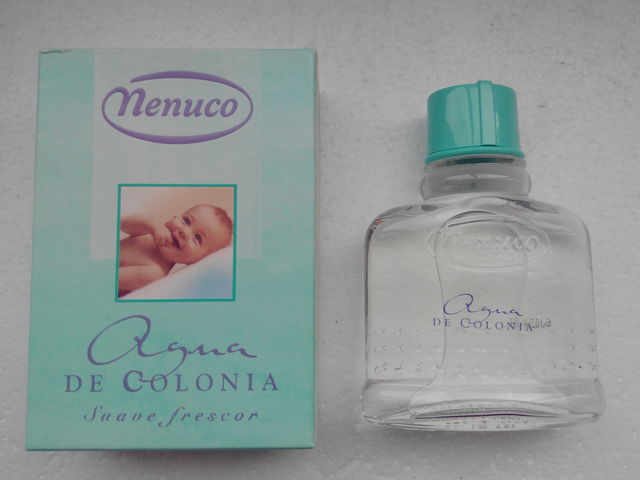 Nenuco
Agua
DE COLONIA
Suave frescor
Nenuco
Agua
DE COLONIA